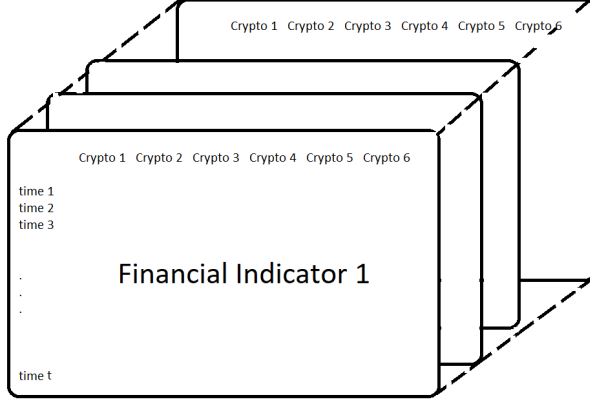 Crypto 1 Crypto 2 Crypto 3 Crypto 4 Crypto 5 Crypto 6
Crypto 1 Crypto 2 Crypto 3 Crypto 4 Crypto 5 Crypto 6
time 1
time 2
time 3
Financial Indicator 1
.
.
.
time t